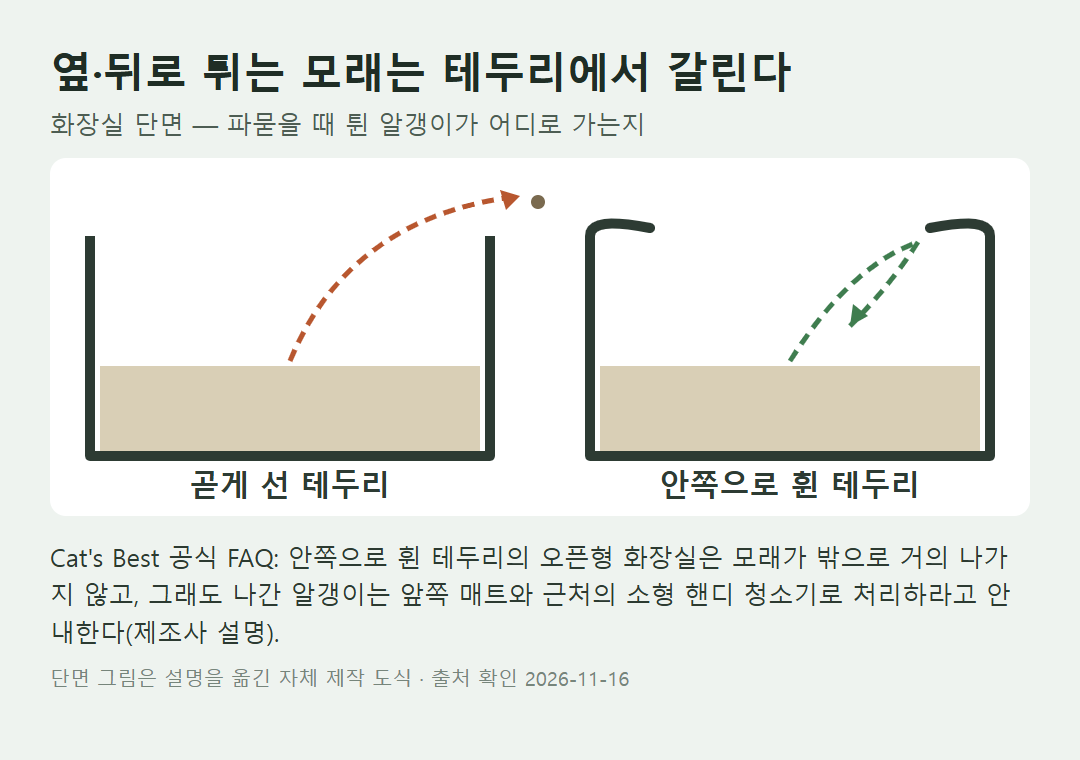 옆·뒤로 튀는 모래는 테두리에서 갈린다
화장실 단면 — 파묻을 때 튄 알갱이가 어디로 가는지
곧게 선 테두리
안쪽으로 휜 테두리
Cat's Best 공식 FAQ: 안쪽으로 휜 테두리의 오픈형 화장실은 모래가 밖으로 거의 나가
지 않고, 그래도 나간 알갱이는 앞쪽 매트와 근처의 소형 핸디 청소기로 처리하라고 안
내한다(제조사 설명).
단면 그림은 설명을 옮긴 자체 제작 도식 · 출처 확인 2026-11-16